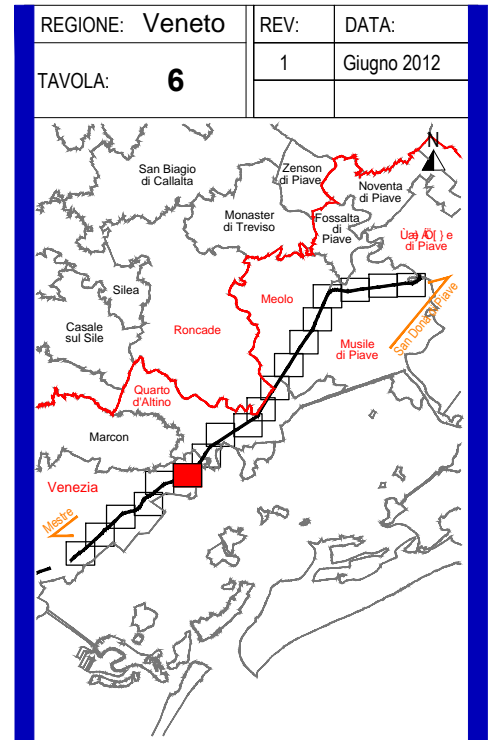 REGIONE: Veneto
REV:
DATA:
TAVOLA: 6
1
Giugno 2012
N
San Biagio
di Callalta
Zenson
di Piave
Noventa
di Piave
Monaster
di Treviso
Fossalta
di
Piave
di Piave
Silea
Meolo
Casale
sul Sile
Roncade
Musile
di Piave
San Donà di Piave
Quarto
d'Altino
Marcon
Venezia
Mestre